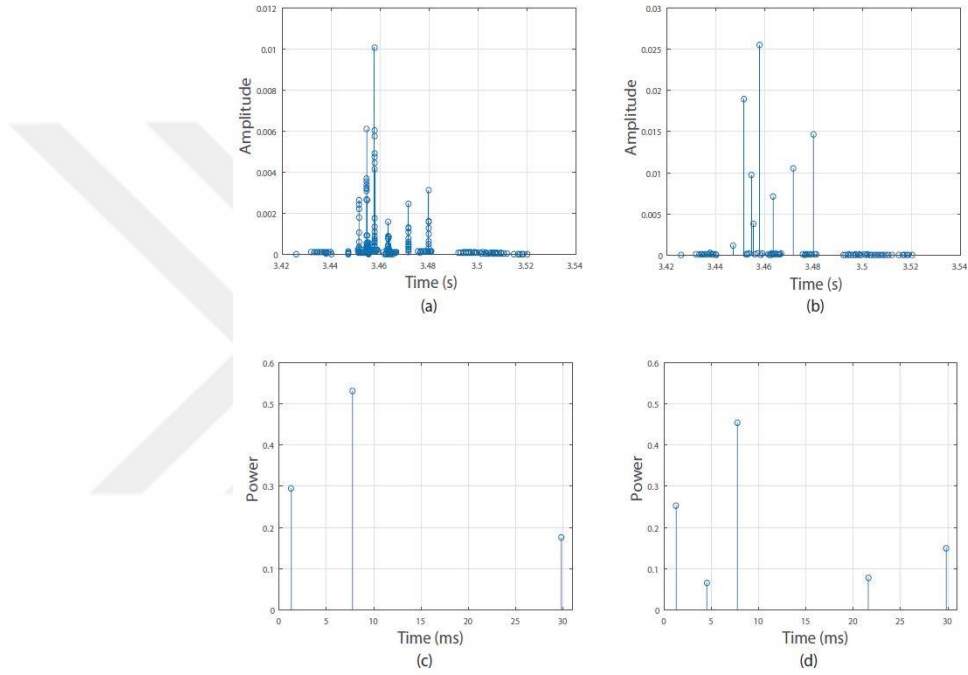 0.012
0.01
0.008
0.006
0.004
0.002
0
Amplitude
3.42 3.44 3.46 3.48 3.5 3.52 3.54
Time (s)
(a)
0.03
0.025
0.02
0.015
0.01
0.005
0
Amplitude
3.42 3.44 3.46 3.48 3.5 3.52 3.54
Time (s)
(b)
0.6
0.5
0.4
0.3
0.2
0.1
0
Power
0 5 10 15 20 25 30
Time (ms)
(c)
0.6
0.5
0.4
0.3
0.2
0.1
0
Power
0 5 10 15 20 25 30
Time (ms)
(d)